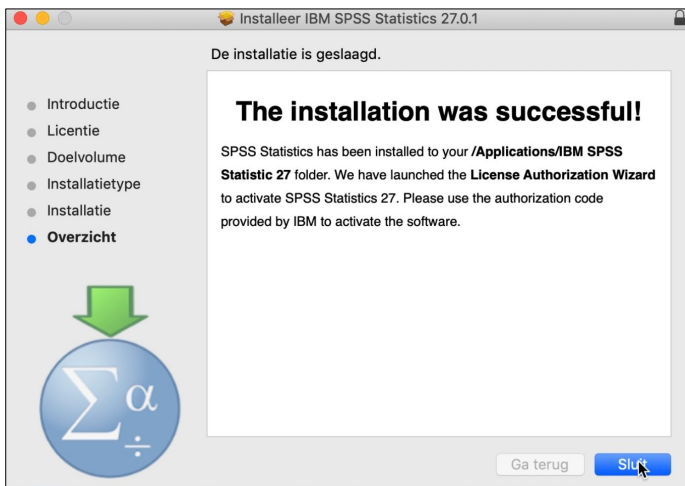 Installeer IBM SPSS Statistics 27.0.1
De installatie is geslaagd.
Introductie
Licentie
Doelvolume
Installatietype
Installatie
Overzicht
The installation was successful!
SPSS Statistics has been installed to your /Applications/IBM SPSS
Statistic 27 folder. We have launched the License Authorization Wizard
to activate SPSS Statistics 27. Please use the authorization code
provided by IBM to activate the software.
Σα
÷
Ga terug
Sluit